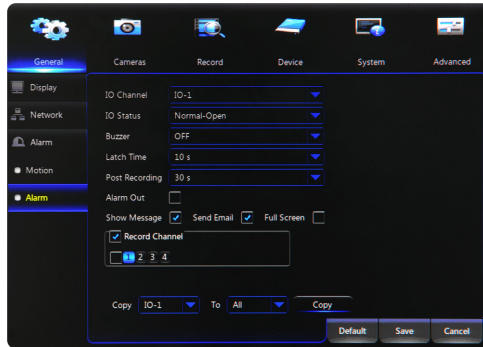 General Cameras Record Device System Advanced
Display
Network
Alarm
Motion
Alarm
IO Channel IO-1
IO Status Normal-Open
Buzzer OFF
Latch Time 10 s
Post Recording 30 s
Alarm Out
Show Message Send Email Full Screen
Record Channel
1 2 3 4
Copy IO-1 To All Copy
Default Save Cancel